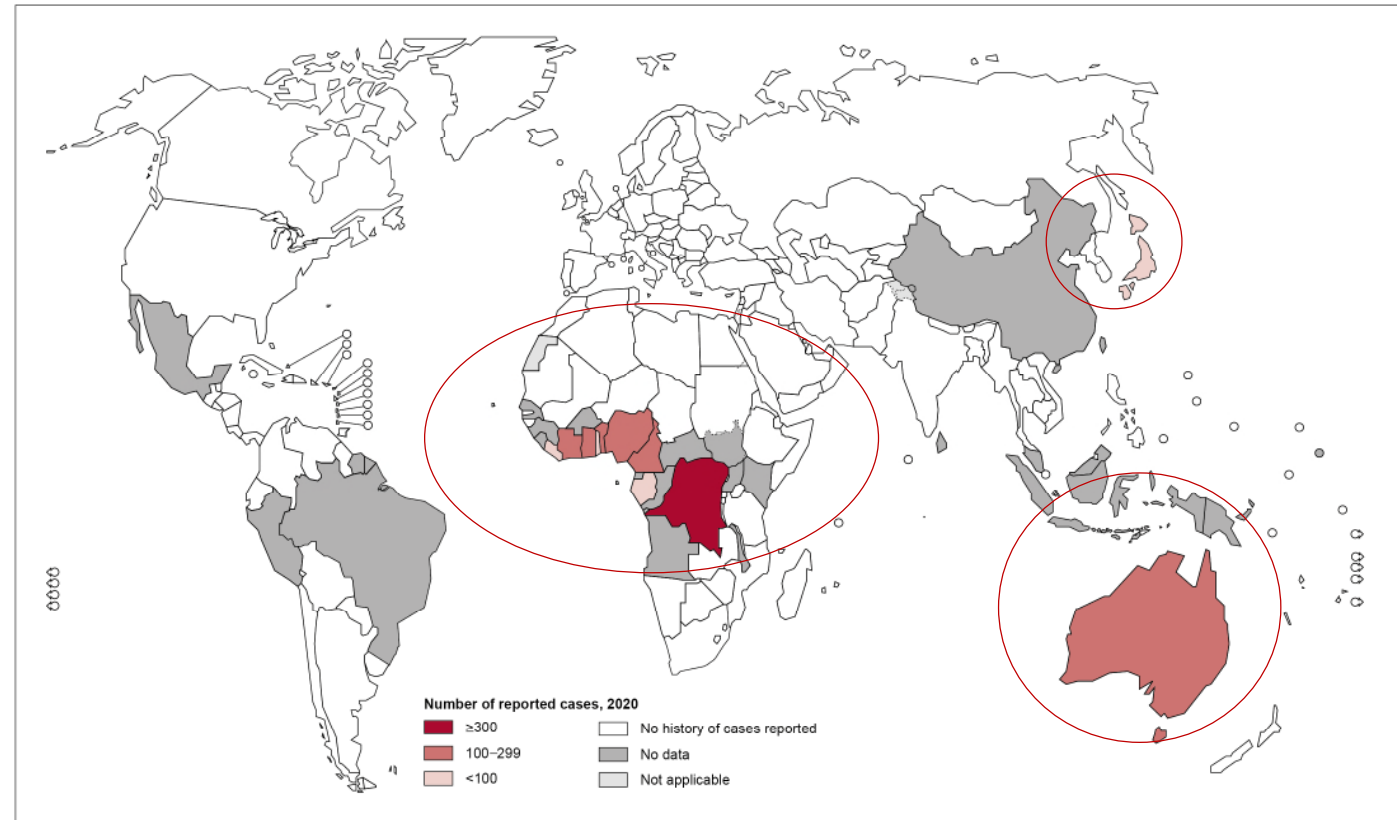 Number of reported cases, 2020
≥300
100–299
<100
No history of cases reported
No data
Not applicable